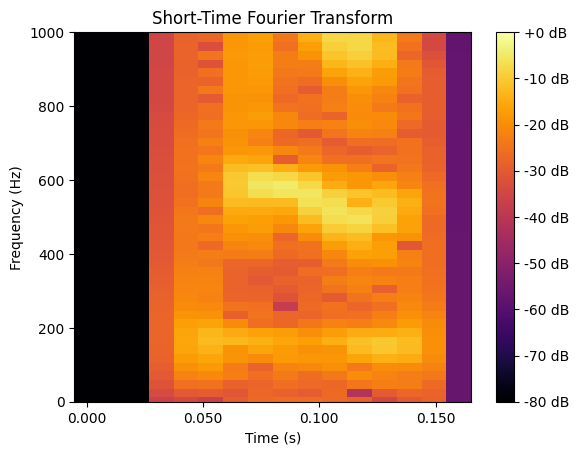 Short-Time Fourier Transform
1000
800
600
400
200
0
Frequency (Hz)
0.000
0.050
0.100
0.150
Time (s)
+0 dB
-10 dB
-20 dB
-30 dB
-40 dB
-50 dB
-60 dB
-70 dB
-80 dB